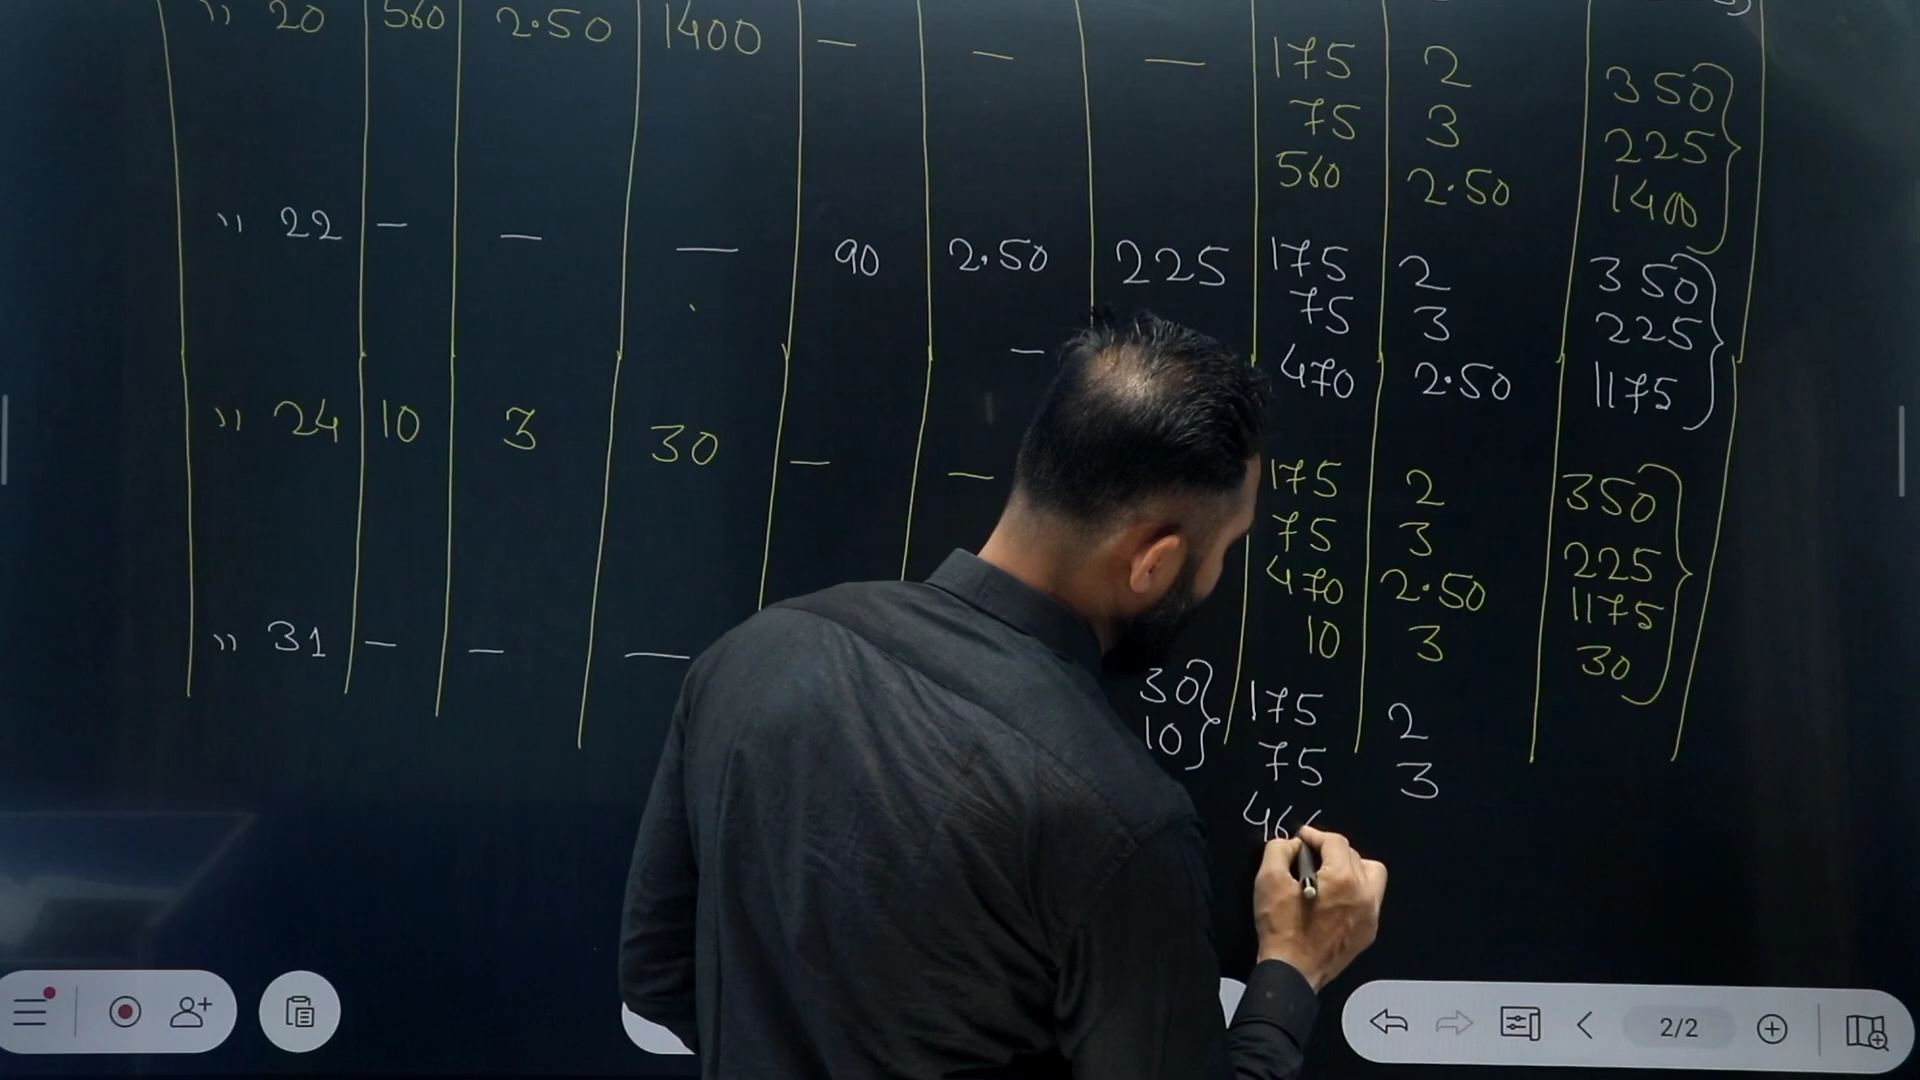 " 20 560 2.50 1400 — — — 175 2 350
75 3 225
560 2.50 1400
" 22 — — — 90 2.50 225 175 2 350
75 3 225
—
470 2.50 1175
" 24 10 3 30 — — 175 2 350
75 3 225
470 2.50 1175
10 3 30
" 31 — — — 30 175 2
10 75 3
2/2